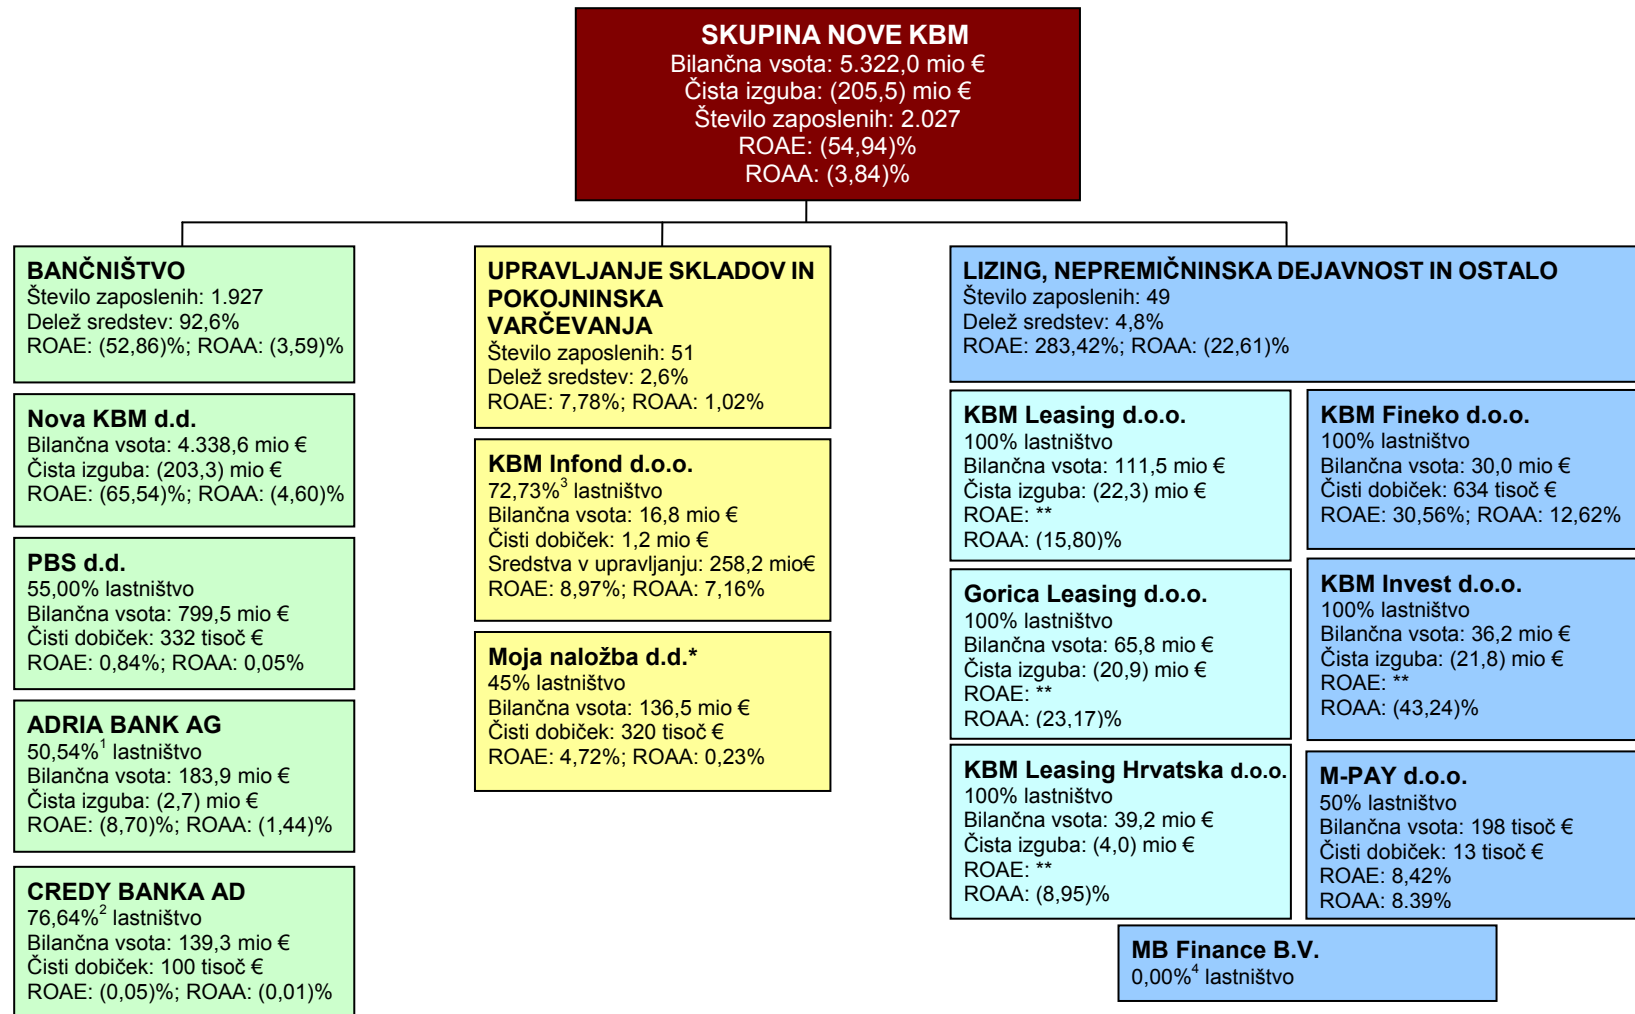 SKUPINA NOVE KBM
Bilančna vsota: 5.322,0 mio €
Čista izguba: (205,5) mio €
Število zaposlenih: 2.027
ROAE: (54,94)%
ROAA: (3,84)%
BANČNIŠTVO
Število zaposlenih: 1.927
Delež sredstev: 92,6%
ROAE: (52,86)%; ROAA: (3,59)%
Nova KBM d.d.
Bilančna vsota: 4.338,6 mio €
Čista izguba: (203,3) mio €
ROAE: (65,54)%; ROAA: (4,60)%
PBS d.d.
55,00% lastništvo
Bilančna vsota: 799,5 mio €
Čisti dobiček: 332 tisoč €
ROAE: 0,84%; ROAA: 0,05%
ADRIA BANK AG
50,54%1 lastništvo
Bilančna vsota: 183,9 mio €
Čista izguba: (2,7) mio €
ROAE: (8,70)%; ROAA: (1,44)%
CREDY BANKA AD
76,64%2 lastništvo
Bilančna vsota: 139,3 mio €
Čisti dobiček: 100 tisoč €
ROAE: (0,05)%; ROAA: (0,01)%
UPRAVLJANJE SKLADOV IN
POKOJNINSKA
VARČEVANJA
Število zaposlenih: 51
Delež sredstev: 2,6%
ROAE: 7,78%; ROAA: 1,02%
KBM Infond d.o.o.
72,73%3 lastništvo
Bilančna vsota: 16,8 mio €
Čisti dobiček: 1,2 mio €
Sredstva v upravljanju: 258,2 mio€
ROAE: 8,97%; ROAA: 7,16%
Moja naložba d.d.*
45% lastništvo
Bilančna vsota: 136,5 mio €
Čisti dobiček: 320 tisoč €
ROAE: 4,72%; ROAA: 0,23%
LIZING, NEPREMIČNINSKA DEJAVNOST IN OSTALO
Število zaposlenih: 49
Delež sredstev: 4,8%
ROAE: 283,42%; ROAA: (22,61)%
KBM Leasing d.o.o.
100% lastništvo
Bilančna vsota: 111,5 mio €
Čista izguba: (22,3) mio €
ROAE: **
ROAA: (15,80)%
Gorica Leasing d.o.o.
100% lastništvo
Bilančna vsota: 65,8 mio €
Čista izguba: (20,9) mio €
ROAE: **
ROAA: (23,17)%
KBM Leasing Hrvatska d.o.o.
100% lastništvo
Bilančna vsota: 39,2 mio €
Čista izguba: (4,0) mio €
ROAE: **
ROAA: (8,95)%
KBM Fineko d.o.o.
100% lastništvo
Bilančna vsota: 30,0 mio €
Čisti dobiček: 634 tisoč €
ROAE: 30,56%; ROAA: 12,62%
KBM Invest d.o.o.
100% lastništvo
Bilančna vsota: 36,2 mio €
Čista izguba: (21,8) mio €
ROAE: **
ROAA: (43,24)%
M-PAY d.o.o.
50% lastništvo
Bilančna vsota: 198 tisoč €
Čisti dobiček: 13 tisoč €
ROAE: 8,42%
ROAA: 8.39%
MB Finance B.V.
0,00%4 lastništvo